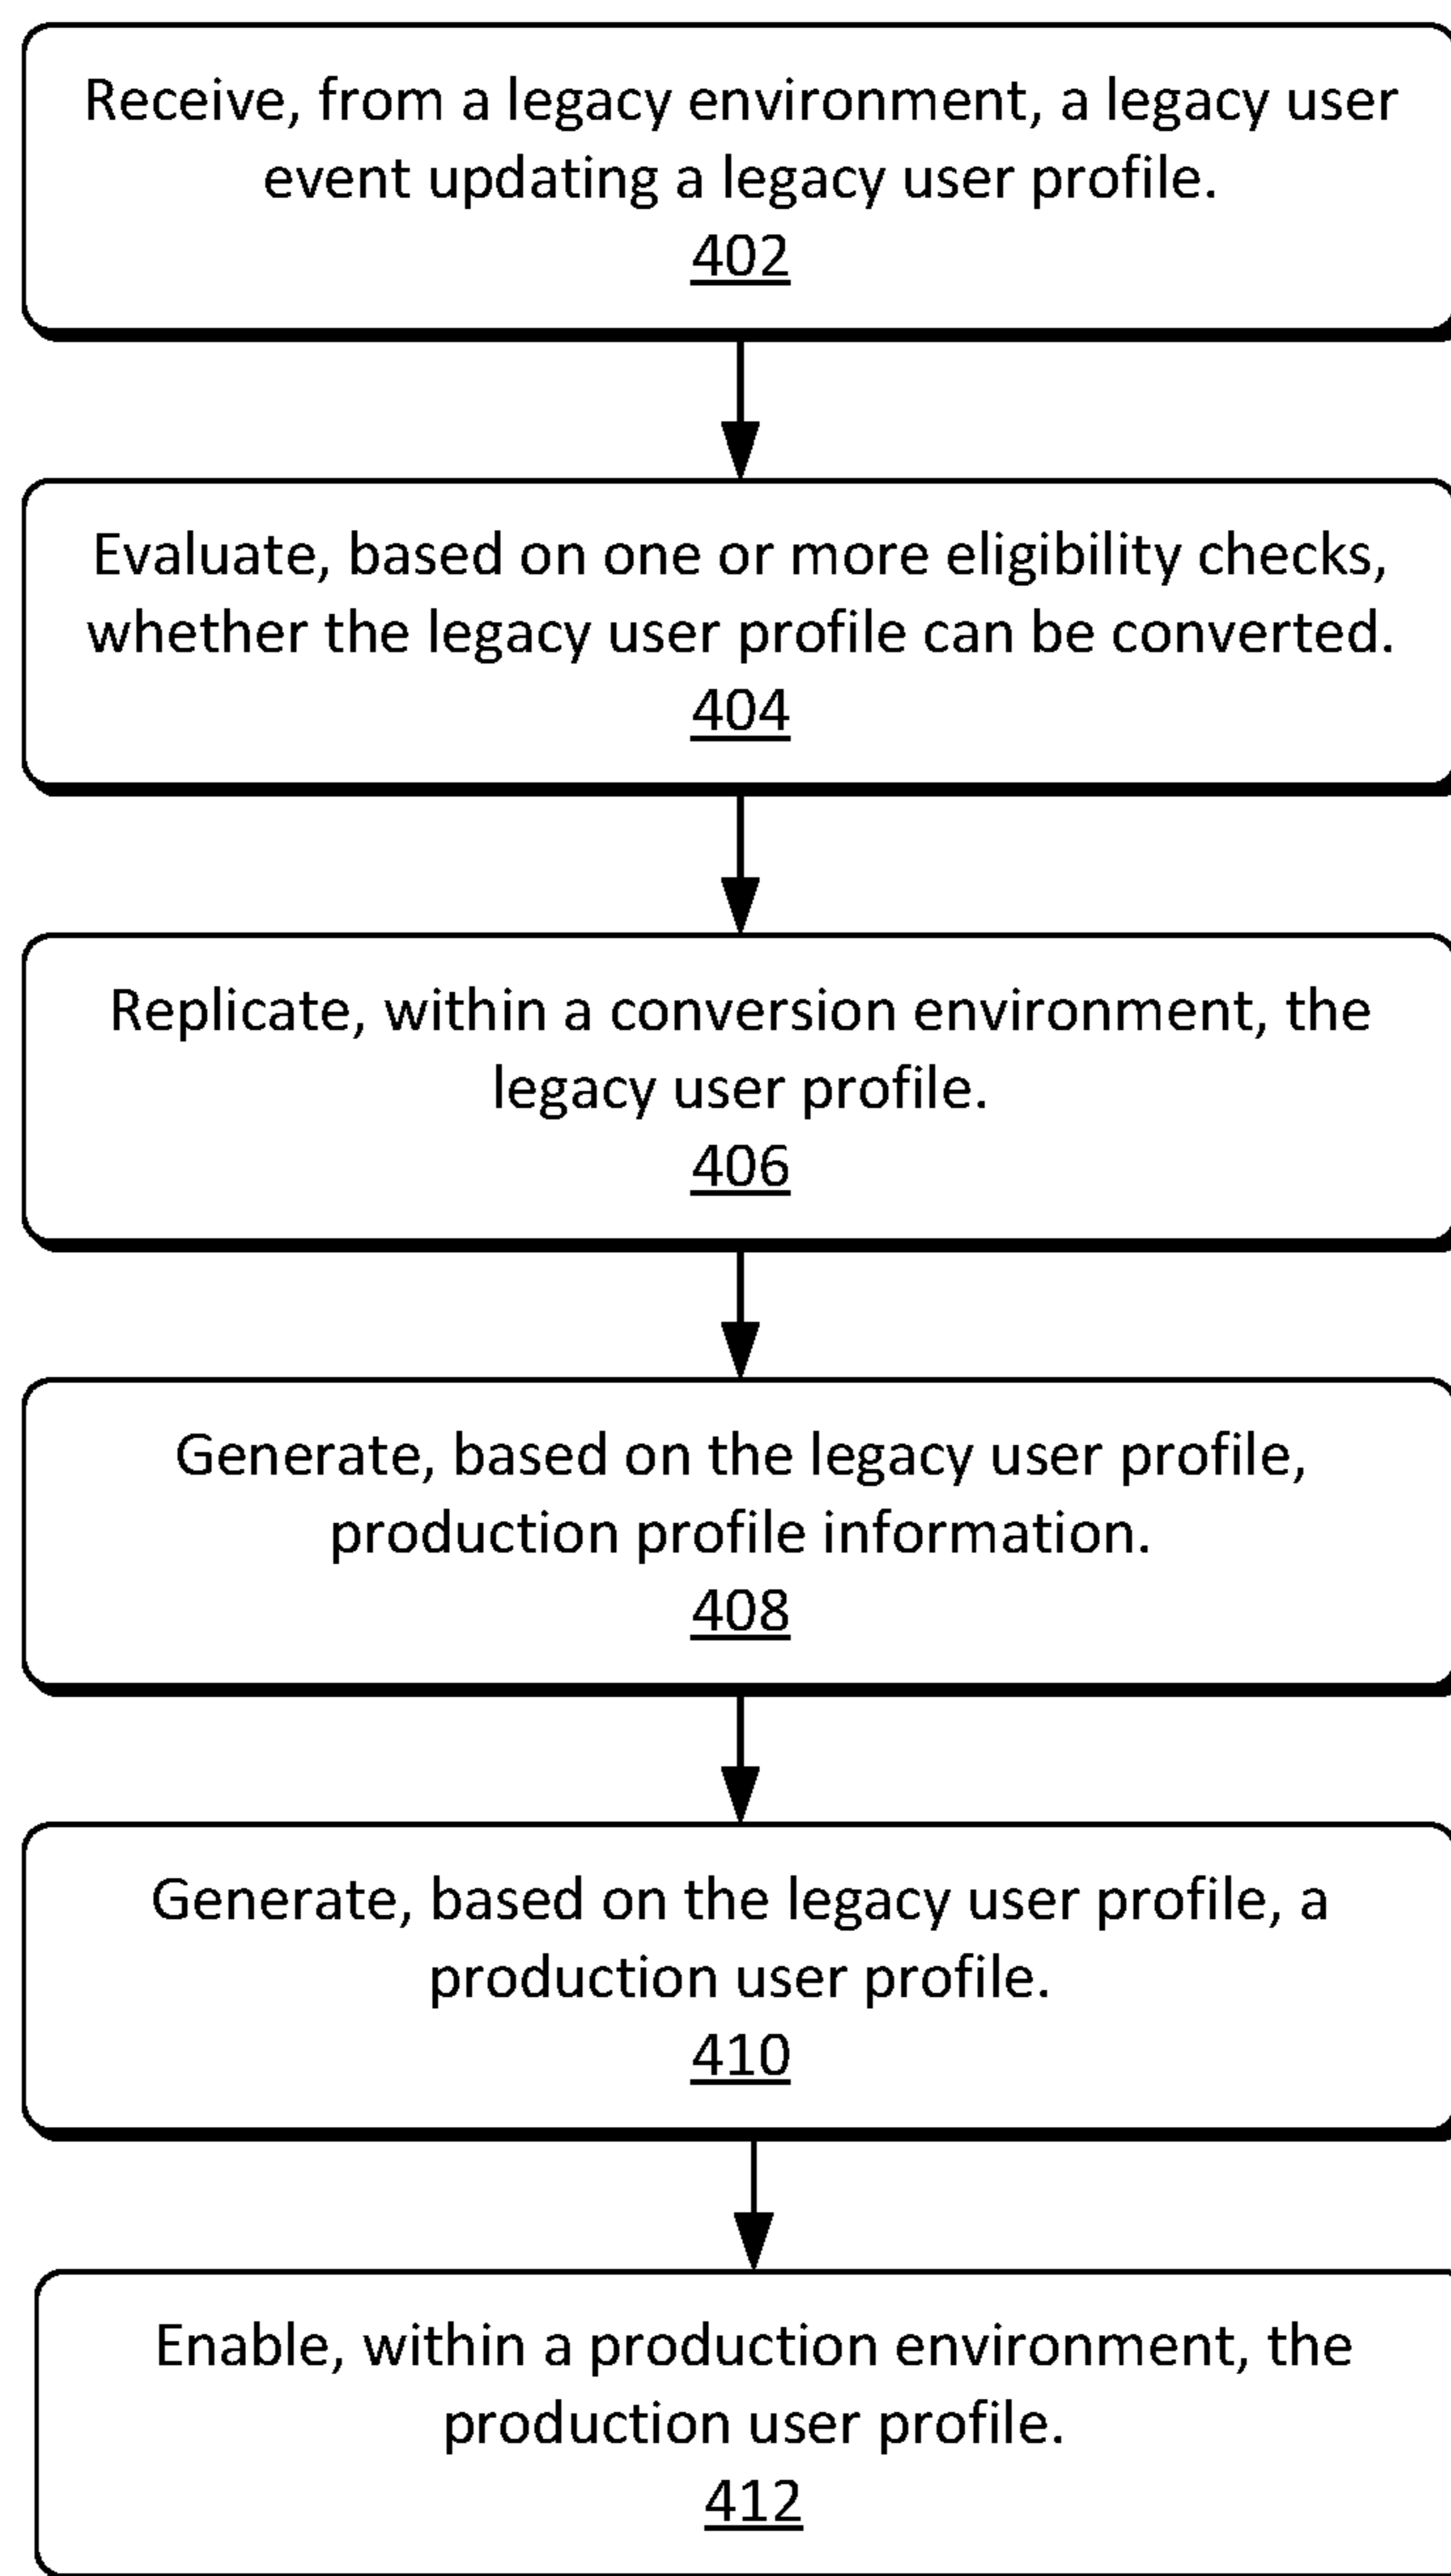 Receive, from a legacy environment, a legacy user
event updating a legacy user profile.
402
Evaluate, based on one or more eligibility checks,
whether the legacy user profile can be converted.
404
Replicate, within a conversion environment, the
legacy user profile.
406
Generate, based on the legacy user profile,
production profile information.
408
Generate, based on the legacy user profile, a
production user profile.
410
Enable, within a production environment, the
production user profile.
412